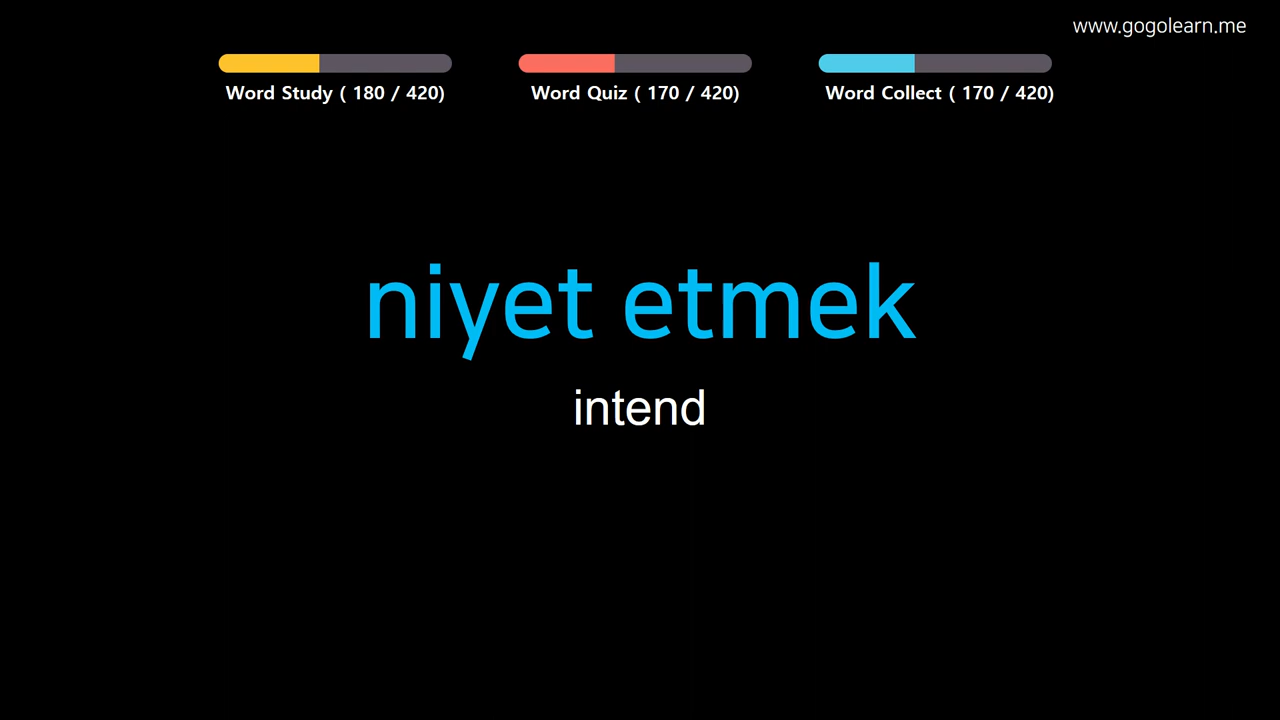 www.gogolearn.me
Word Study ( 180 / 420)
Word Quiz ( 170 / 420)
Word Collect ( 170 / 420)
niyet etmek
intend